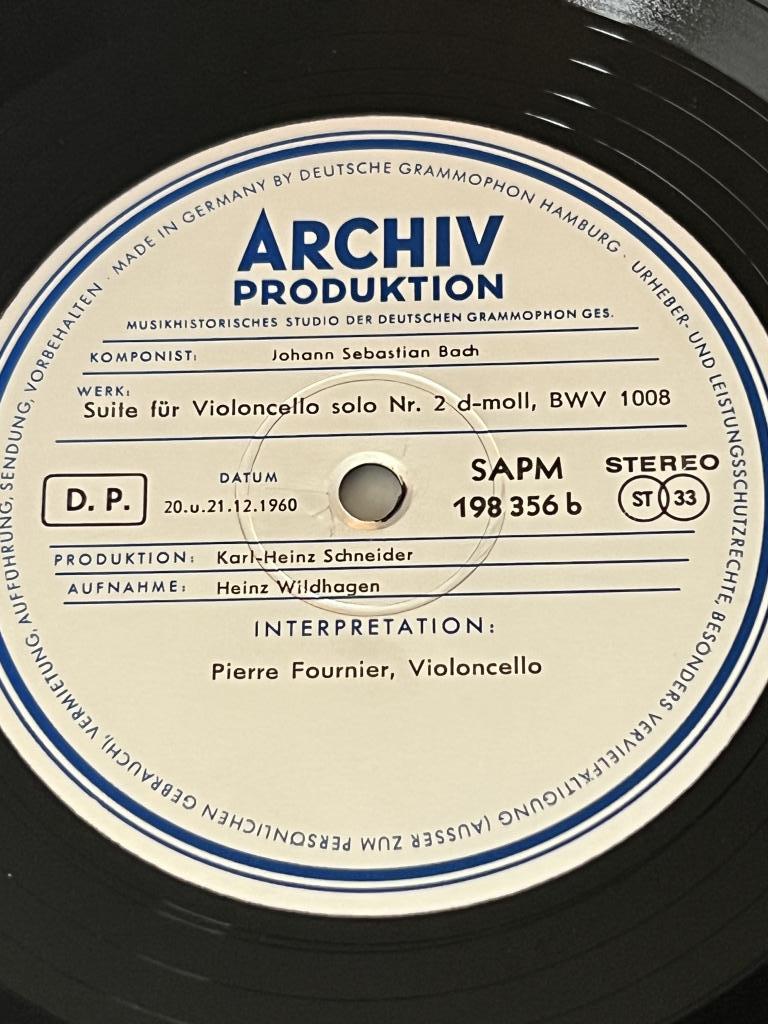 MADE IN GERMANY BY DEUTSCHE GRAMMOPHON HAMBURG · URHEBER- UND LEISTUNGSSCHUTZRECHTE, BESONDERS VERVIELFÄLTIGUNG (AUSSER ZUM PERSÖNLICHEN GEBRAUCH), VERMIETUNG, AUFFÜHRUNG, SENDUNG, VORBEHALTEN ·
ARCHIV
PRODUKTION
MUSIKHISTORISCHES STUDIO DER DEUTSCHEN GRAMMOPHON GES.
KOMPONIST: Johann Sebastian Bach
WERK:
Suite für Violoncello solo Nr. 2 d-moll, BWV 1008
D. P.
DATUM
20.u.21.12.1960
SAPM
198 356 b
STEREO
ST 33
PRODUKTION: Karl-Heinz Schneider
AUFNAHME: Heinz Wildhagen
INTERPRETATION:
Pierre Fournier, Violoncello